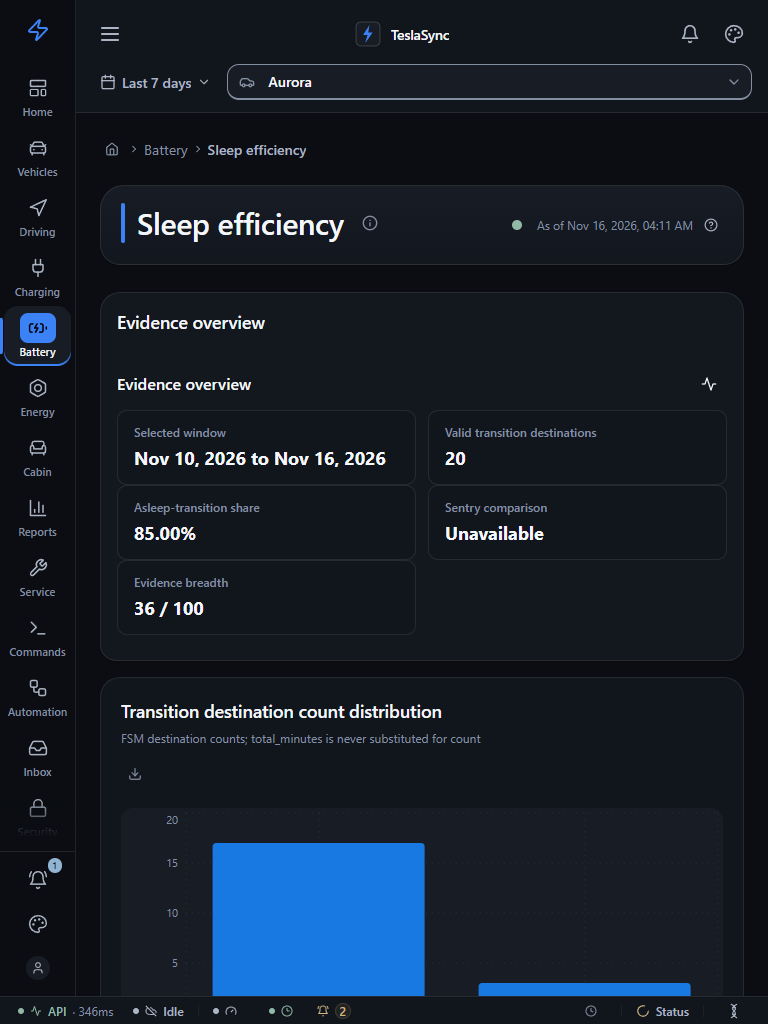 TeslaSync
Last 7 days
Aurora
Home
Vehicles
Driving
Charging
Battery
Energy
Cabin
Reports
Service
Commands
Automation
Inbox
Security
1
Battery
Sleep efficiency
Sleep efficiency
As of Nov 16, 2026, 04:11 AM
Evidence overview
Evidence overview
Selected window
Nov 10, 2026 to Nov 16, 2026
Valid transition destinations
20
Asleep-transition share
85.00%
Sentry comparison
Unavailable
Evidence breadth
36 / 100
Transition destination count distribution
FSM destination counts; total_minutes is never substituted for count
20
15
10
5
API · 346ms
Idle
2
Status